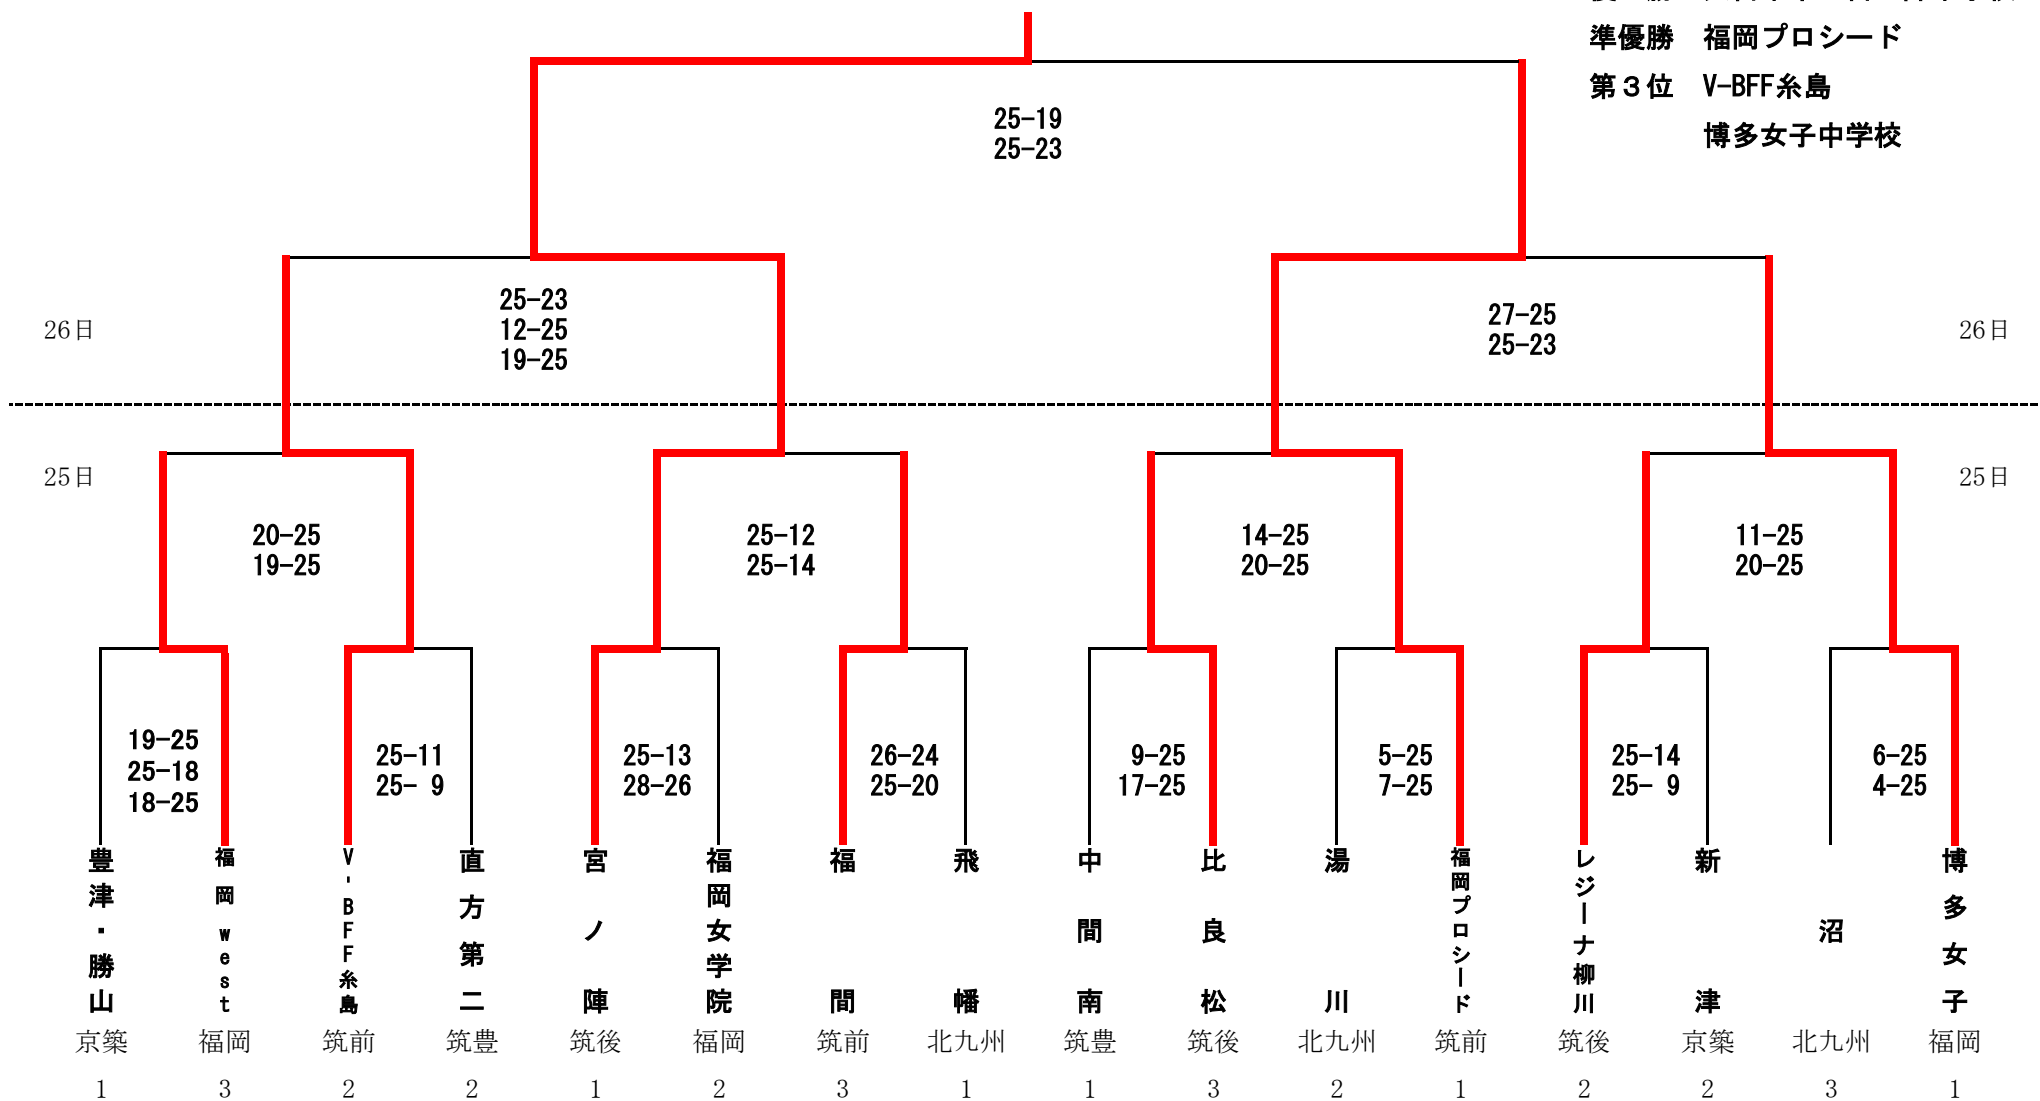 準優勝 福岡プロシード
第３位 V-BFF糸島
博多女子中学校
25-19
25-23
26日
25-23
12-25
19-25
27-25
25-23
26日
25日
25日
20-25
19-25
25-12
25-14
14-25
20-25
11-25
20-25
19-25
25-18
18-25
25-11
25- 9
25-13
28-26
26-24
25-20
9-25
17-25
5-25
7-25
25-14
25- 9
6-25
4-25
豊津・勝山
福岡west
V-BFF糸島
直方第二
宮ノ陣
福岡女学院
福間
飛幡
中間南
比良松
湯川
福岡プロシード
レジーナ柳川
新津
沼
博多女子
京築 福岡 筑前 筑豊 筑後 福岡 筑前 北九州 筑豊 筑後 北九州 筑前 筑後 京築 北九州 福岡
1 3 2 2 1 2 3 1 1 3 2 1 2 2 3 1